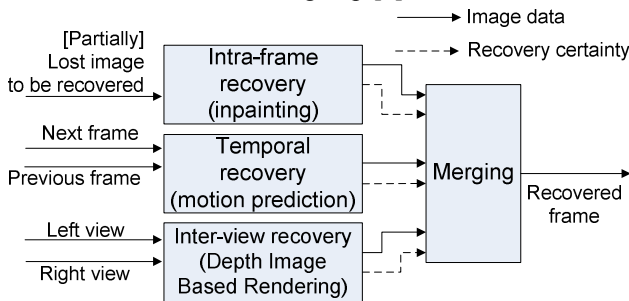 Image data
Recovery certainty
[Partially]
Lost image
to be recovered
Intra-frame
recovery
(inpainting)
Next frame
Previous frame
Temporal
recovery
(motion prediction)
Left view
Right view
Inter-view recovery
(Depth Image
Based Rendering)
Merging
Recovered
frame